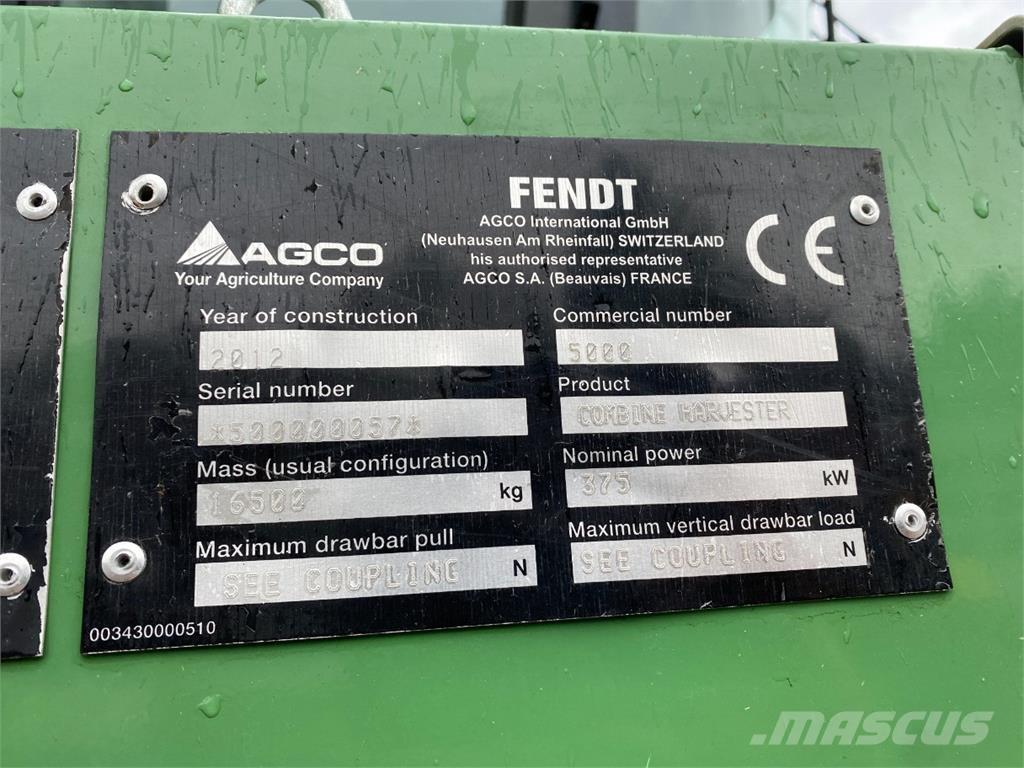 FENDT
AGCO International GmbH
(Neuhausen Am Rheinfall) SWITZERLAND
his authorised representative
AGCO S.A. (Beauvais) FRANCE
AGCO
Your Agriculture Company
CE
Year of construction
2012
Commercial number
5000
Serial number
*500000057*
Product
COMBINE HARVESTER
Mass (usual configuration)
16500 kg
Nominal power
375 kW
Maximum drawbar pull
SEE COUPLING N
Maximum vertical drawbar load
SEE COUPLING N
003430000510
MASCUS